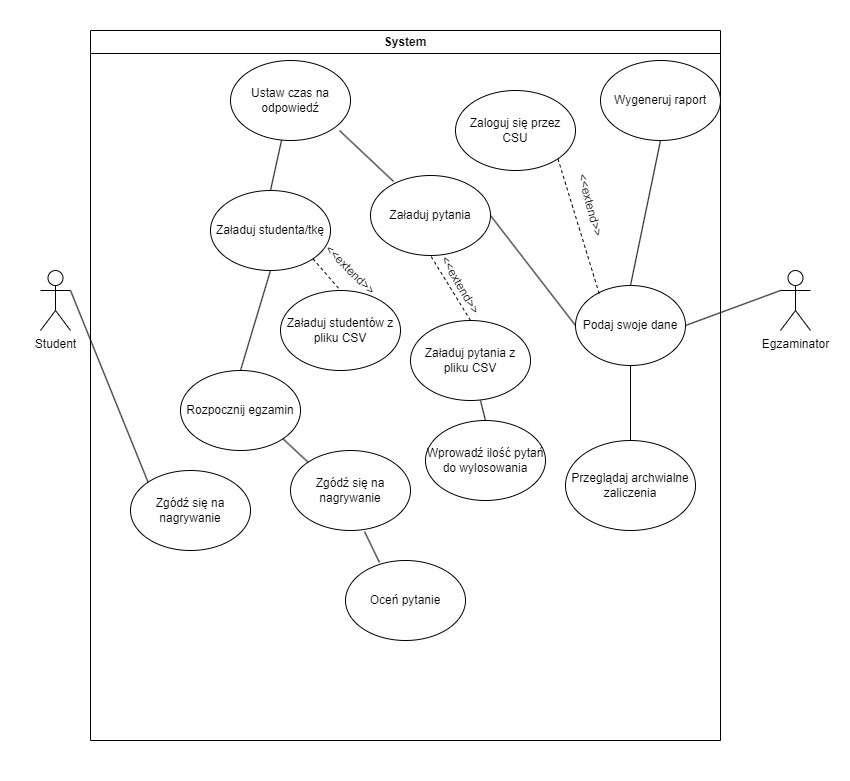 System
Ustaw czas na
odpowiedź
Zaloguj się przez
CSU
Wygeneruj raport
<<extend>>
Załaduj pytania
Załaduj studenta/tkę
<<extend>>
<<extend>>
Student
Załaduj studentów z
pliku CSV
Podaj swoje dane
Egzaminator
Załaduj pytania z
pliku CSV
Rozpocznij egzamin
Wprowadź ilość pytań
do wylosowania
Zgódź się na
nagrywanie
Zgódź się na
nagrywanie
Przeglądaj archwialne
zaliczenia
Oceń pytanie